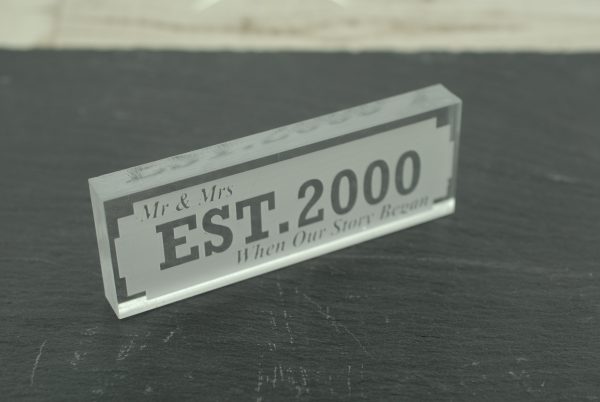 Mr & Mrs
EST.2000
When Our Story Began